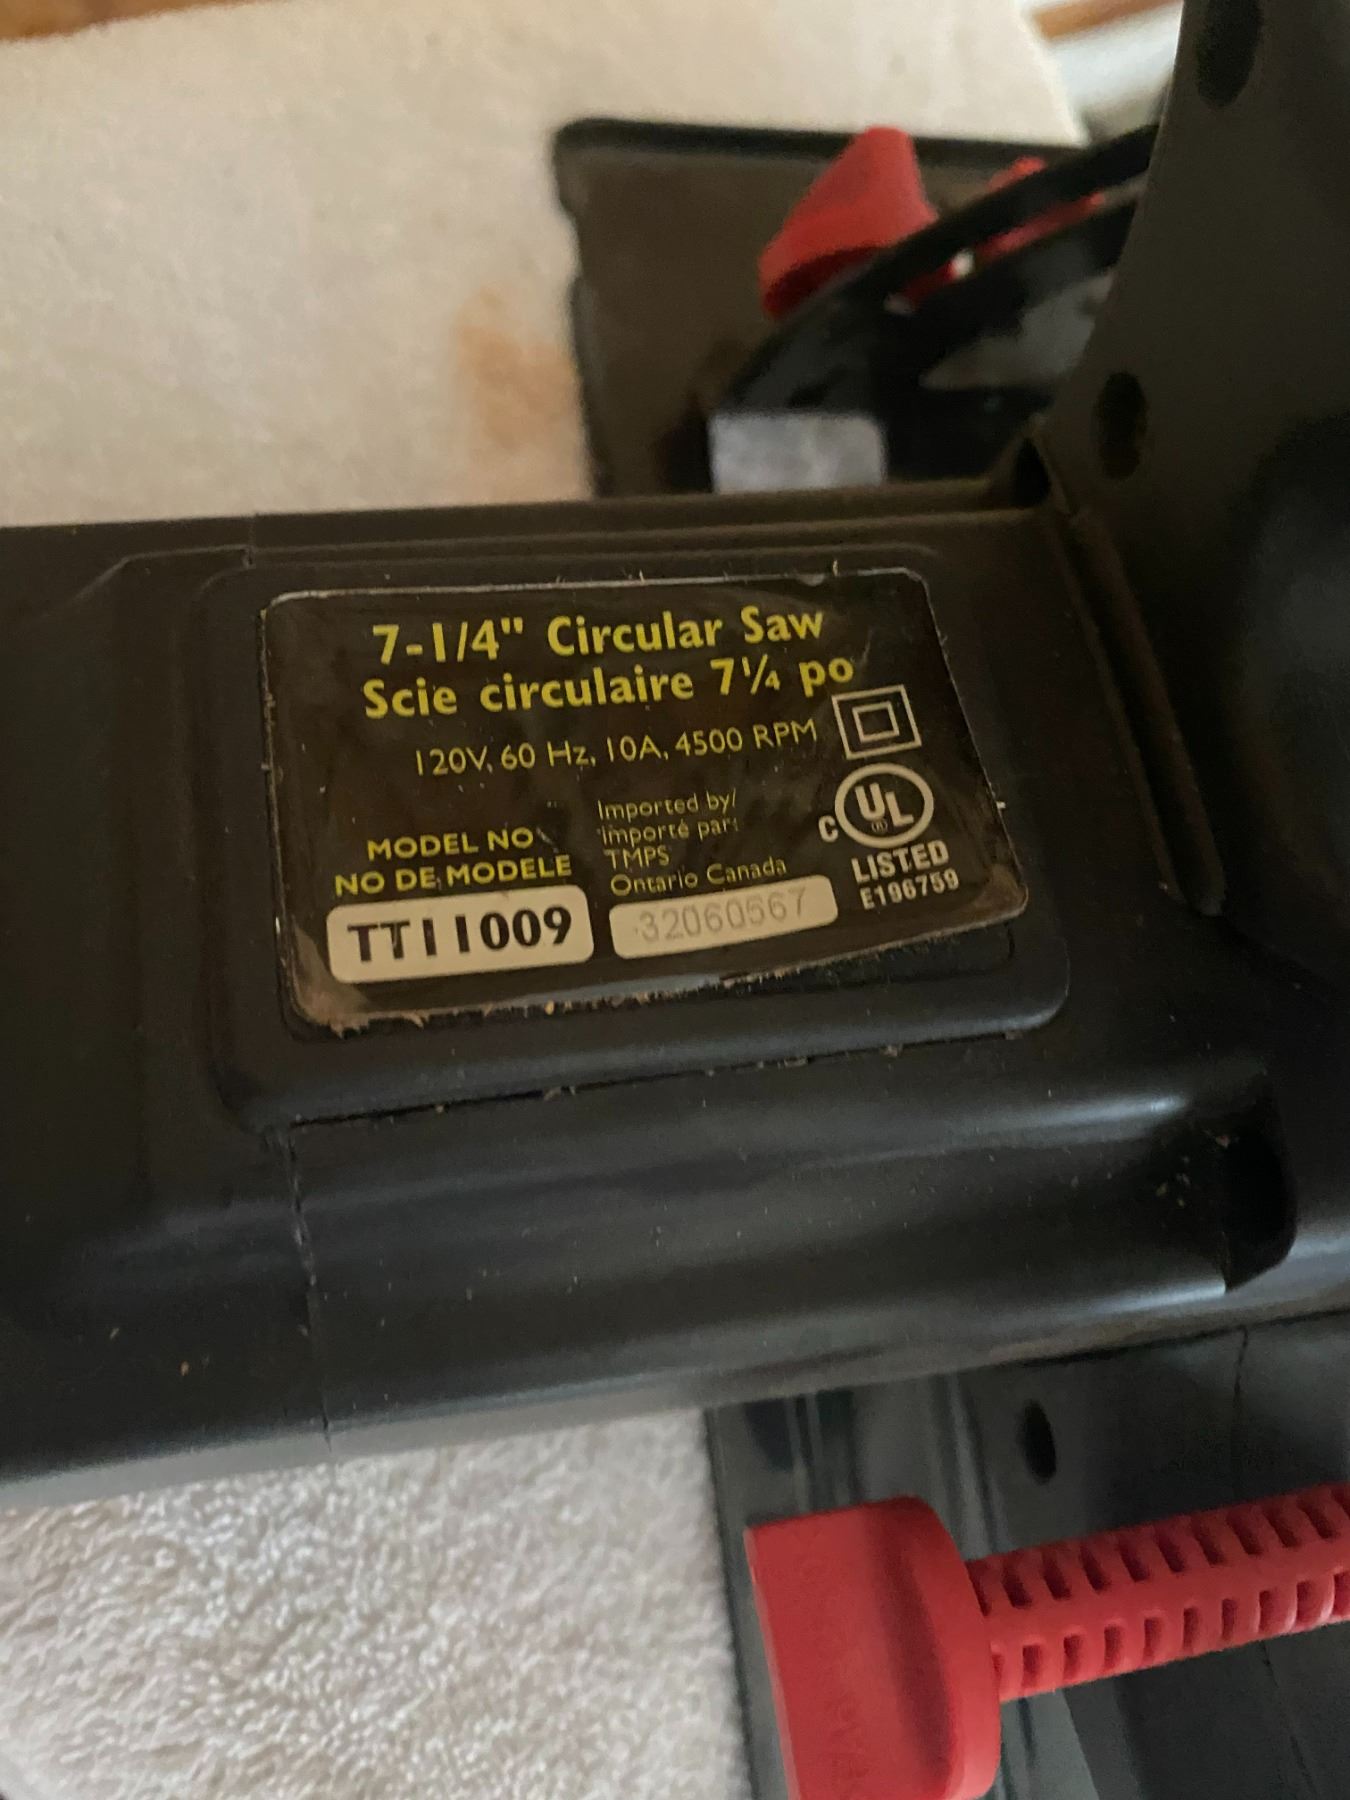 7-1/4" Circular Saw
Scie circulaire 7¼ po
120V, 60 Hz, 10A, 4500 RPM
MODEL NO
NO DE MODELE
TT11009
Imported by/
importé par:
TMPS
Ontario Canada
32060567
C UL ®
LISTED
E196759